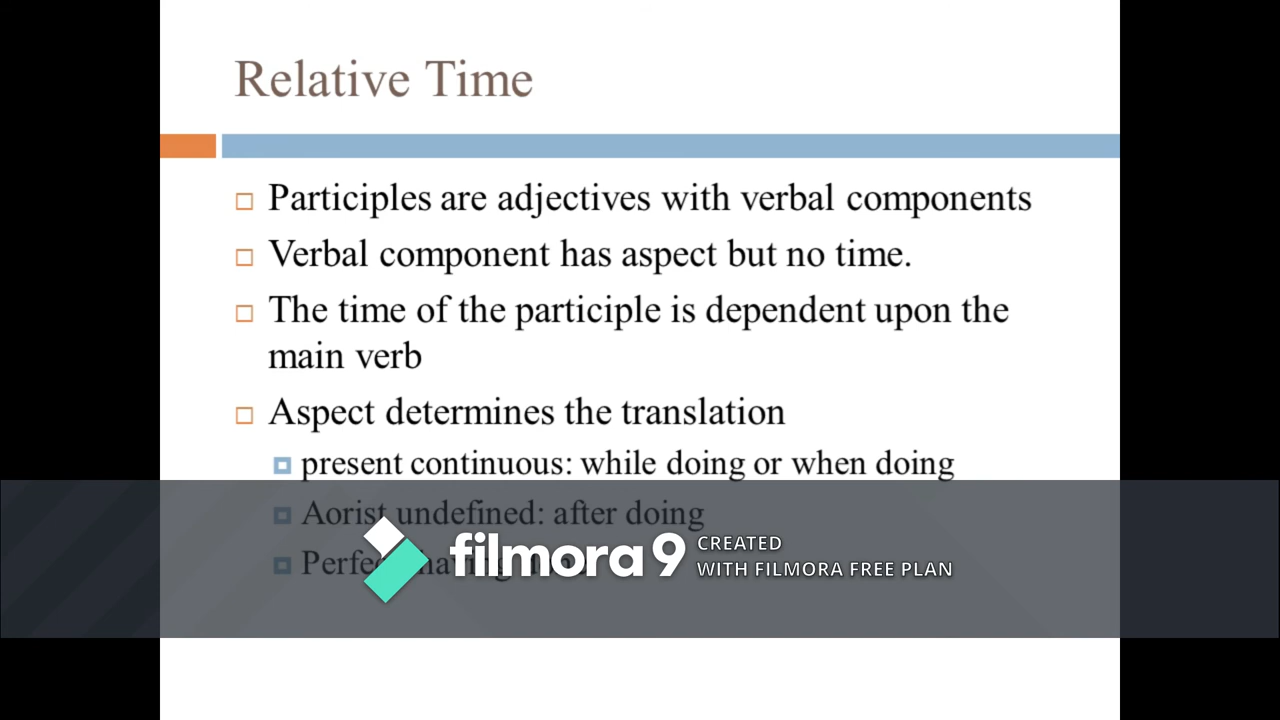 Relative Time
Participles are adjectives with verbal components
Verbal component has aspect but no time.
The time of the participle is dependent upon the
main verb
Aspect determines the translation
present continuous: while doing or when doing
Aorist undefined: after doing
filmora 9
CREATED
WITH FILMORA FREE PLAN
having